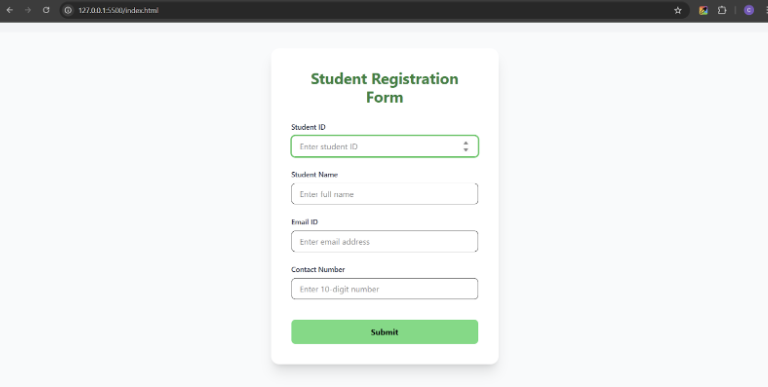 127.0.0.1:5500/index.html
E
Student Registration
Form
Student ID
Enter student ID
Student Name
Enter full name
Email ID
Enter email address
Contact Number
Enter 10-digit number
Submit